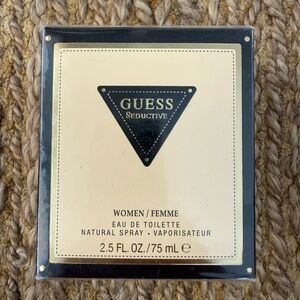 GUESS
SEDUCTIVE
WOMEN / FEMME
EAU DE TOILETTE
NATURAL SPRAY • VAPORISATEUR
2.5 FL. OZ. / 75 mL ℮